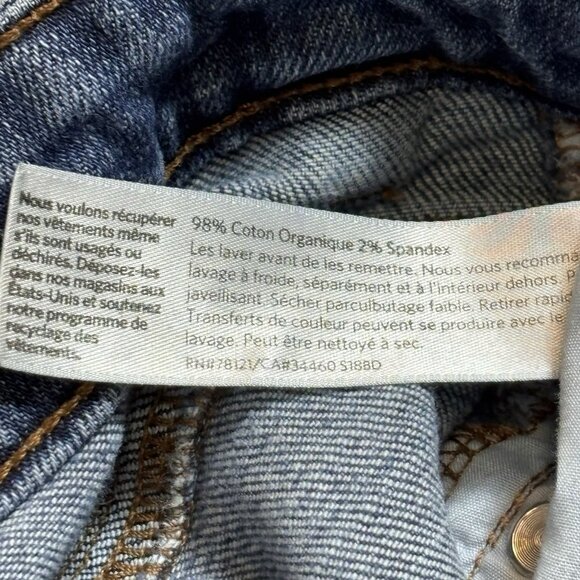 Nous voulons récupérer
nos vêtements même
s'ils sont usagés ou
déchirés. Déposez-les
dans nos magasins aux
États-Unis et soutenez
notre programme de
recyclage des
vêtements.
98% Coton Organique 2% Spandex
Les laver avant de les remettre. Nous vous recomma
lavage à froide, séparément et à l'intérieur dehors. P
javeilisant. Sécher parculbutage faible. Retirer rapi
Transferts de couleur peuvent se produire avec le
lavage. Peut être nettoyé à sec.
RN#78121/CA#34460 S18BD